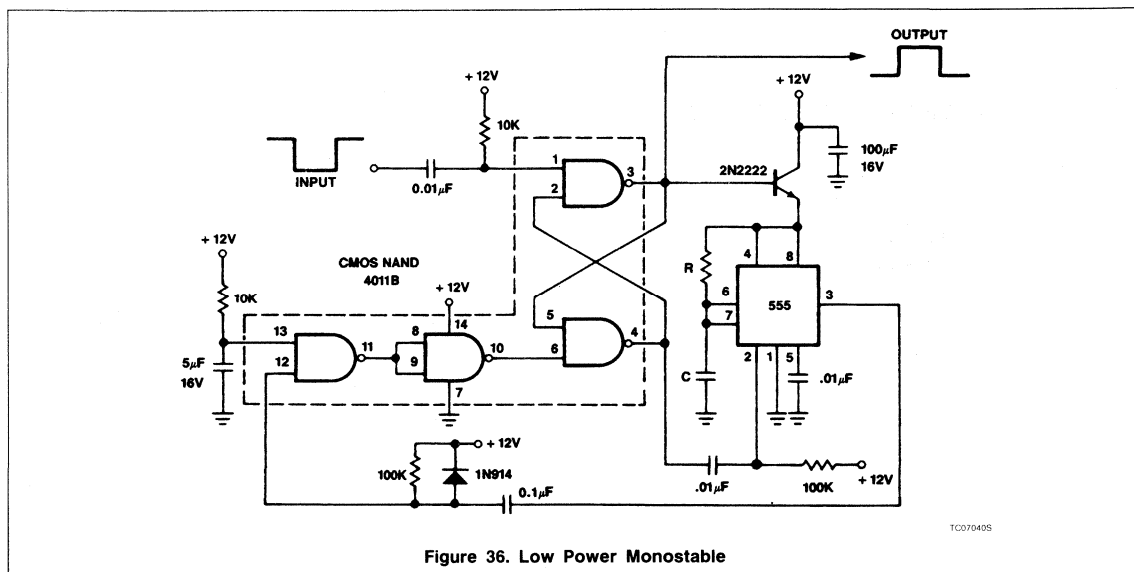 OUTPUT
+ 12V
+ 12V
10K
1
3
2
INPUT
0.01μF
2N2222
100μF
16V
+ 12V
CMOS NAND
4011B
10K
+ 12V
4
8
R
6
555
3
7
5
4
14
13
8
11
10
6
12
9
7
5μF
16V
2
1
5
C
.01μF
+ 12V
100K
1N914
0.1μF
.01μF
100K
+ 12V
TC07040S
Figure 36. Low Power Monostable